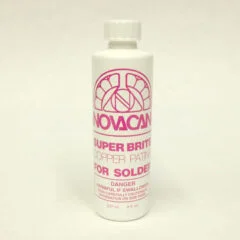 N
NOVACAN
SUPER BRITE
COPPER PATINA
FOR SOLDER
DANGER
HARMFUL IF SWALLOWED